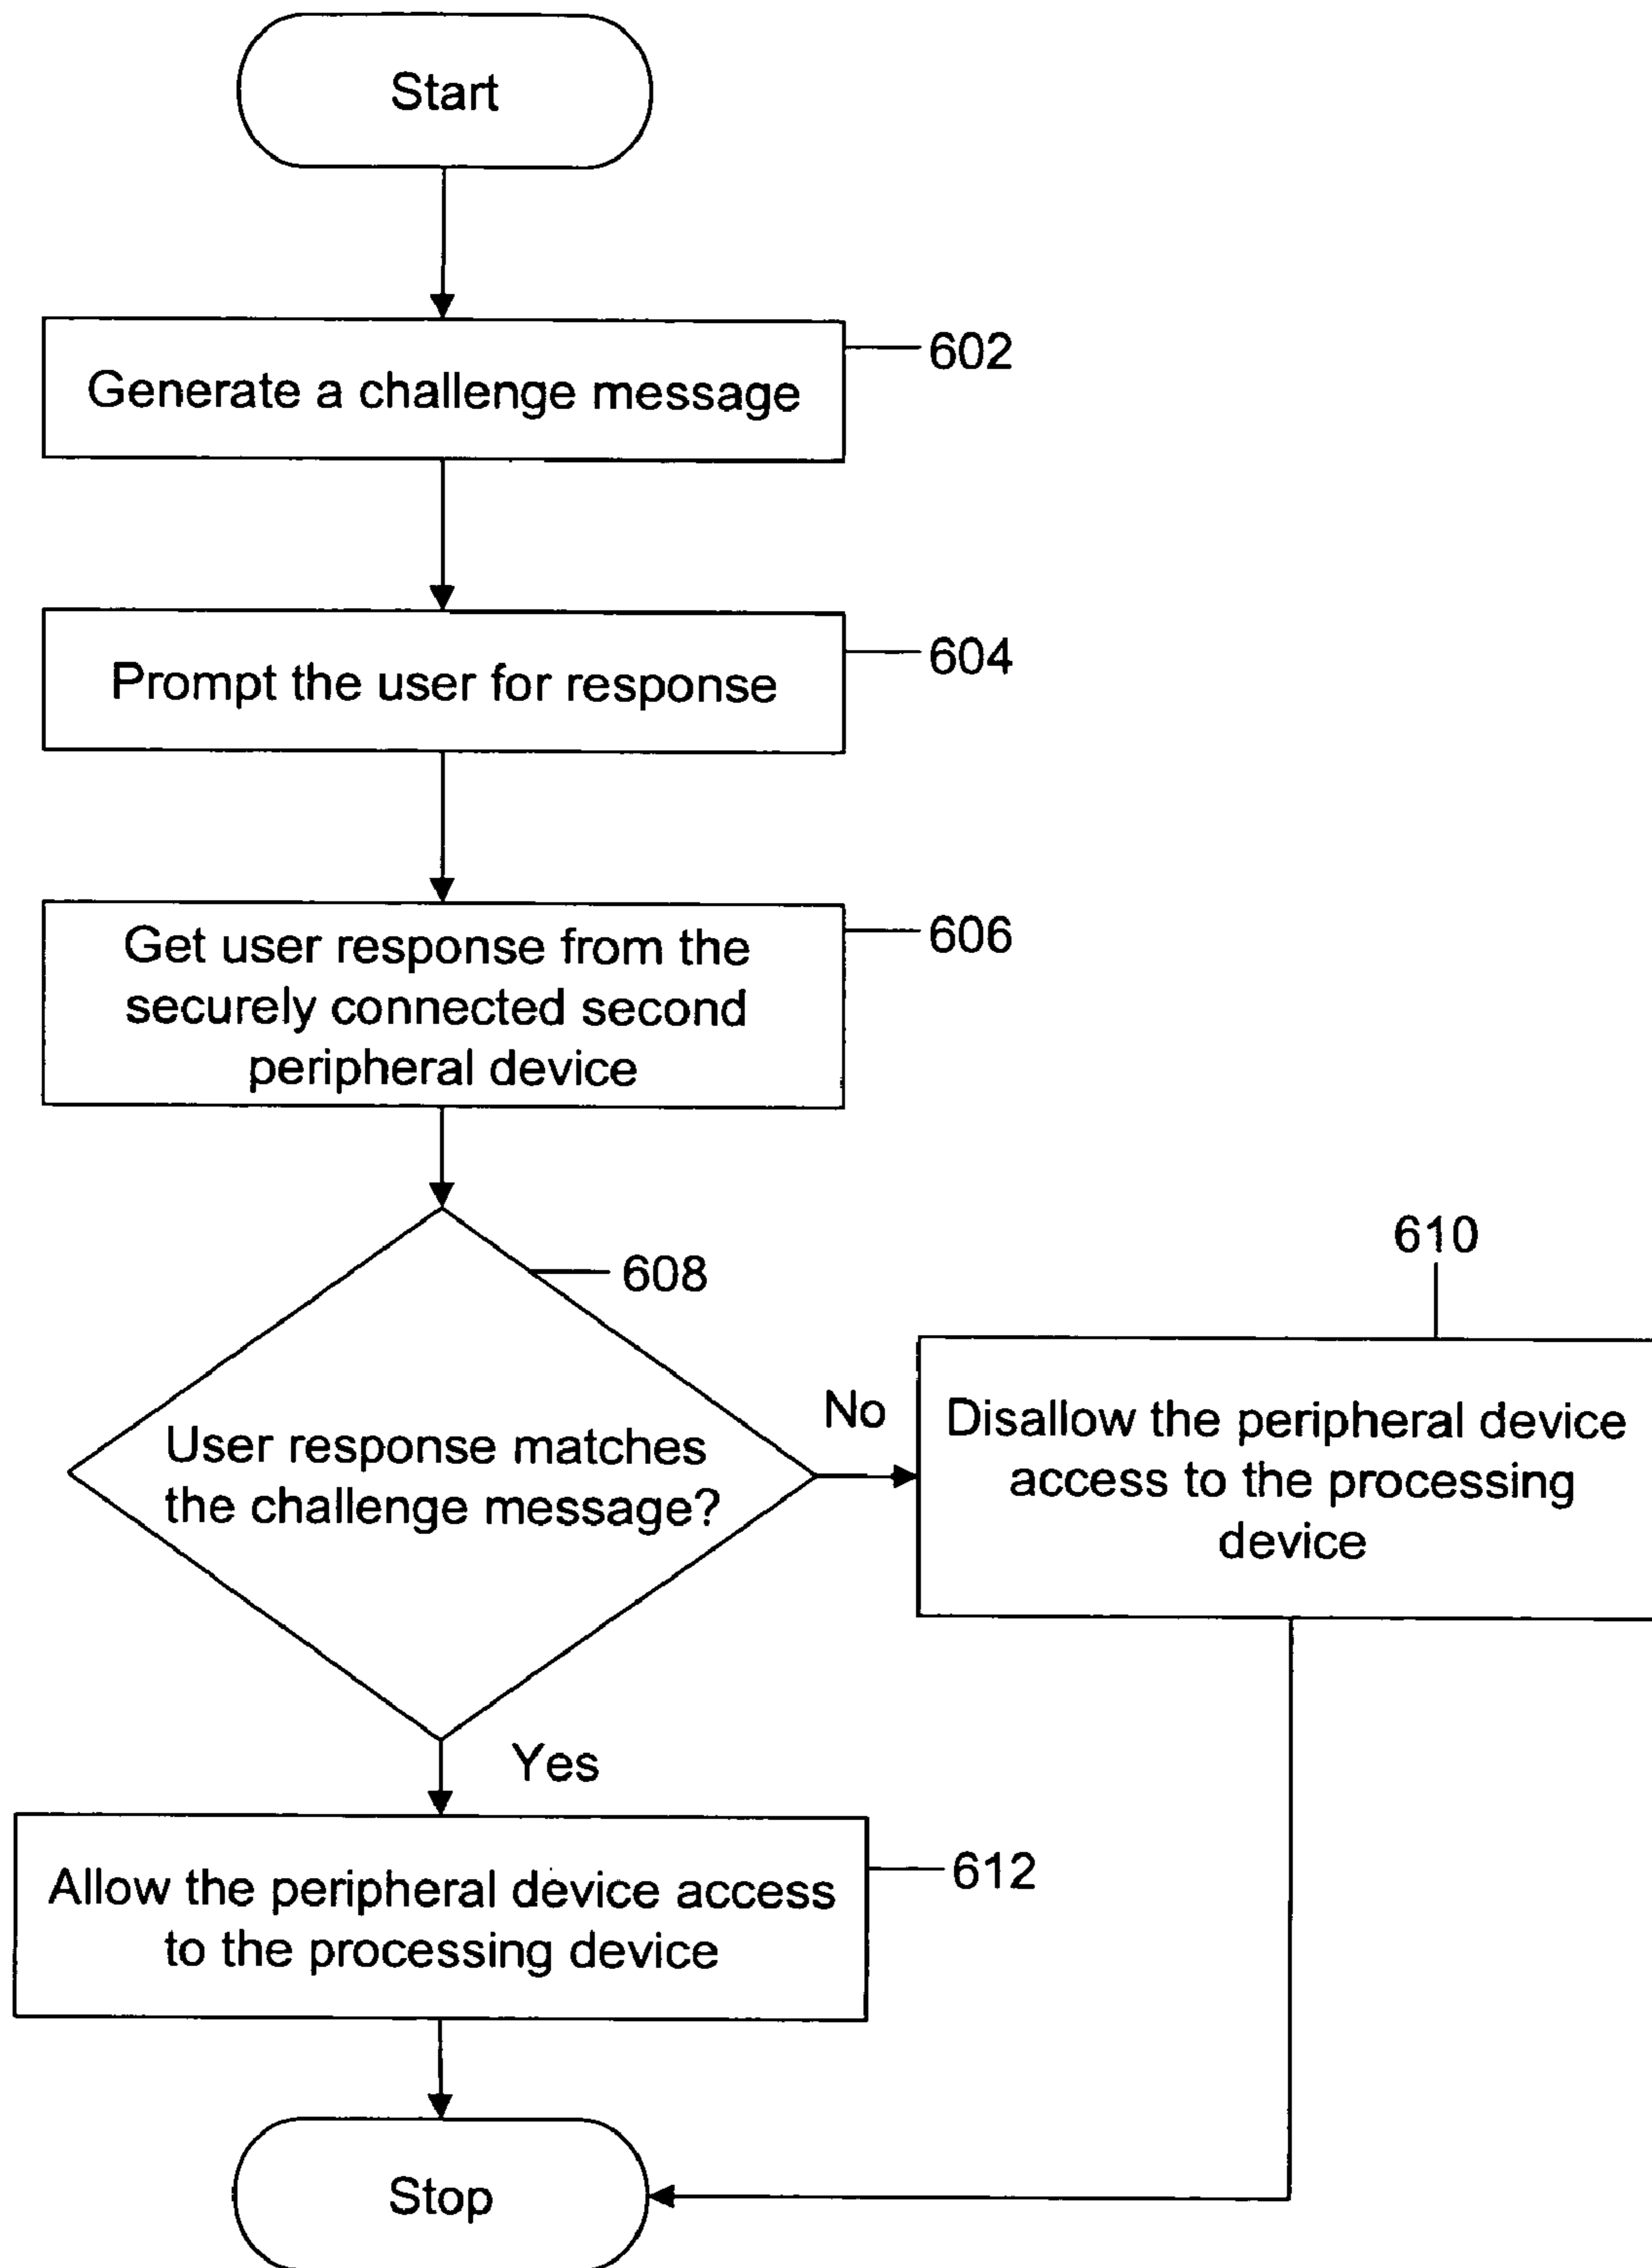 Start
602
Generate a challenge message
604
Prompt the user for response
606
Get user response from the
securely connected second
peripheral device
608
610
User response matches
the challenge message?
No
Disallow the peripheral device
access to the processing
device
Yes
612
Allow the peripheral device access
to the processing device
Stop